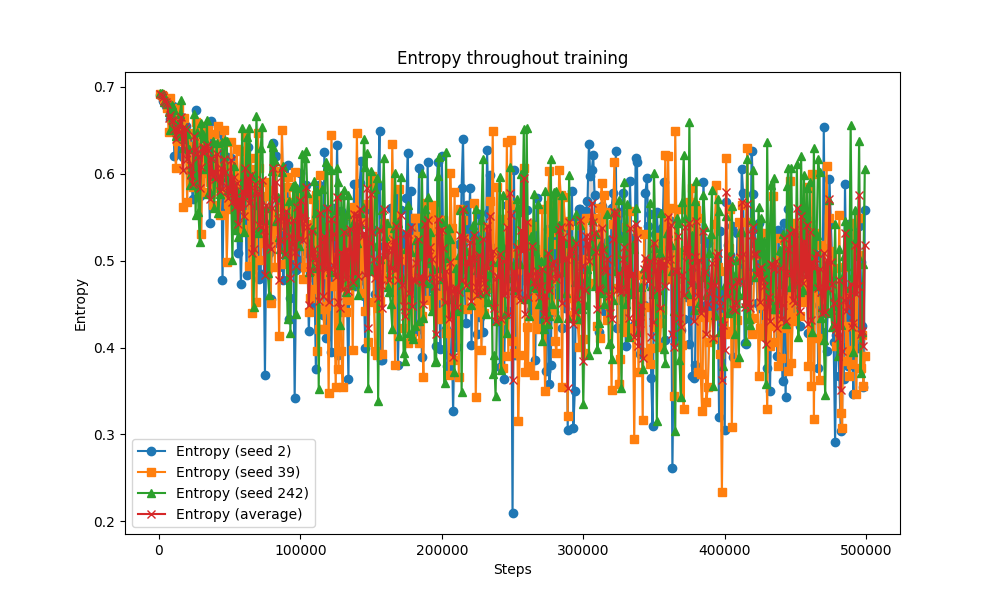 Entropy throughout training
Entropy
0.7
0.6
0.5
0.4
0.3
0.2
Entropy (seed 2)
Entropy (seed 39)
Entropy (seed 242)
Entropy (average)
0 100000 200000 300000 400000 500000
Steps